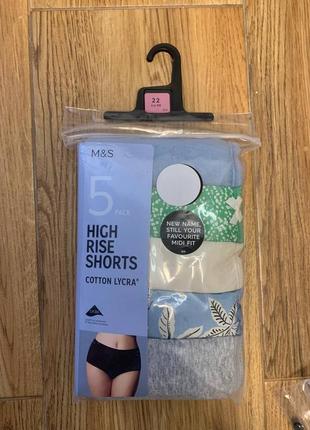 22
M&S
5
PACK
HIGH
RISE
SHORTS
COTTON LYCRA®
NEW NAME,
STILL YOUR
FAVOURITE
MIDI FIT